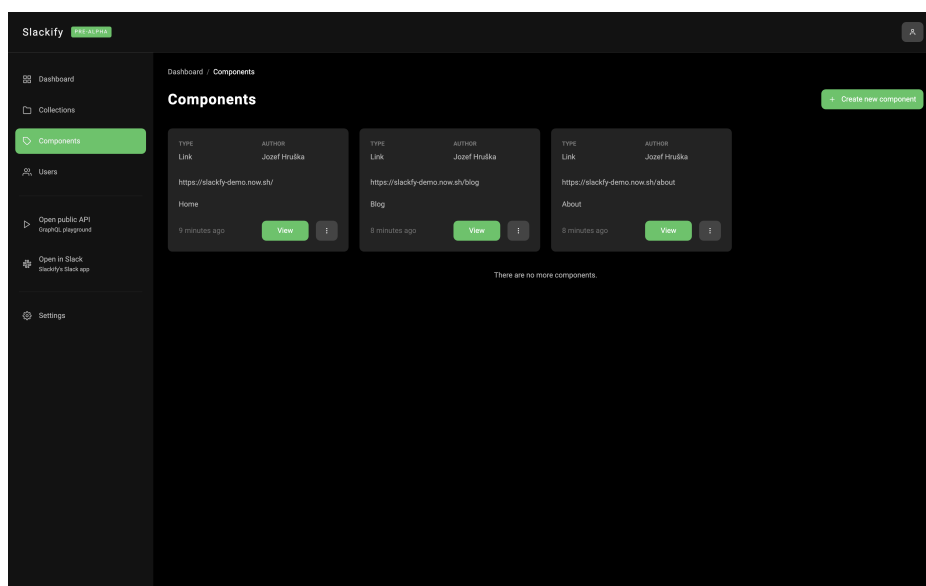 Slackify PRE-ALPHA
Dashboard
Collections
Components
Users
Open public API
GraphQL playground
Open in Slack
Slackify's Slack app
Settings
Dashboard / Components
Components
+ Create new component
TYPE AUTHOR
Link Jozef Hruška
https://slackfy-demo.now.sh/
Home
9 minutes ago View
TYPE AUTHOR
Link Jozef Hruška
https://slackfy-demo.now.sh/blog
Blog
8 minutes ago View
TYPE AUTHOR
Link Jozef Hruška
https://slackfy-demo.now.sh/about
About
8 minutes ago View
There are no more components.